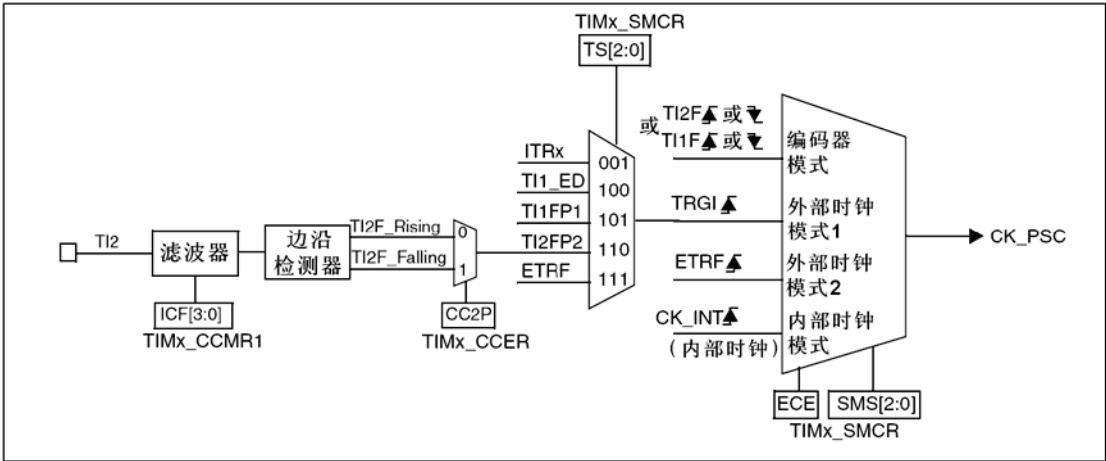 TIMx_SMCR
TS[2:0]
或
TI2F 或
TI1F 或
编码器
模式
ITRx
001
TI1_ED
100
TI1FP1
101
TRGI
外部时钟
模式1
TI2
滤波器
边沿
检测器
TI2F_Rising
0
TI2F_Falling
1
TI2FP2
110
ETRF
111
ETRF
外部时钟
模式2
CK_PSC
ICF[3:0]
TIMx_CCMR1
CC2P
TIMx_CCER
CK_INT
(内部时钟)
内部时钟
模式
ECE
SMS[2:0]
TIMx_SMCR